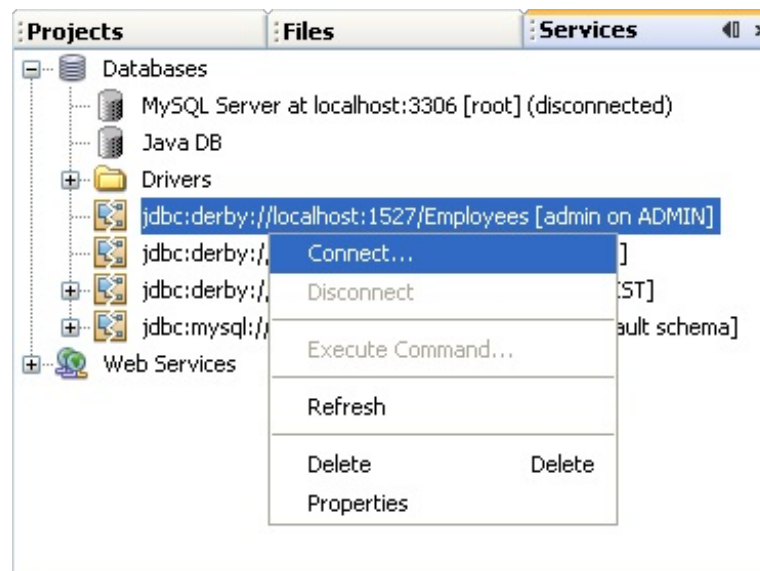 Projects Files Services
Databases
MySQL Server at localhost:3306 [root] (disconnected)
Java DB
Drivers
jdbc:derby://localhost:1527/Employees [admin on ADMIN]
jdbc:derby:/ ]
Connect...
jdbc:derby:/ ST]
Disconnect
jdbc:mysql:/ ault schema]
Execute Command...
Web Services
Refresh
Delete Delete
Properties